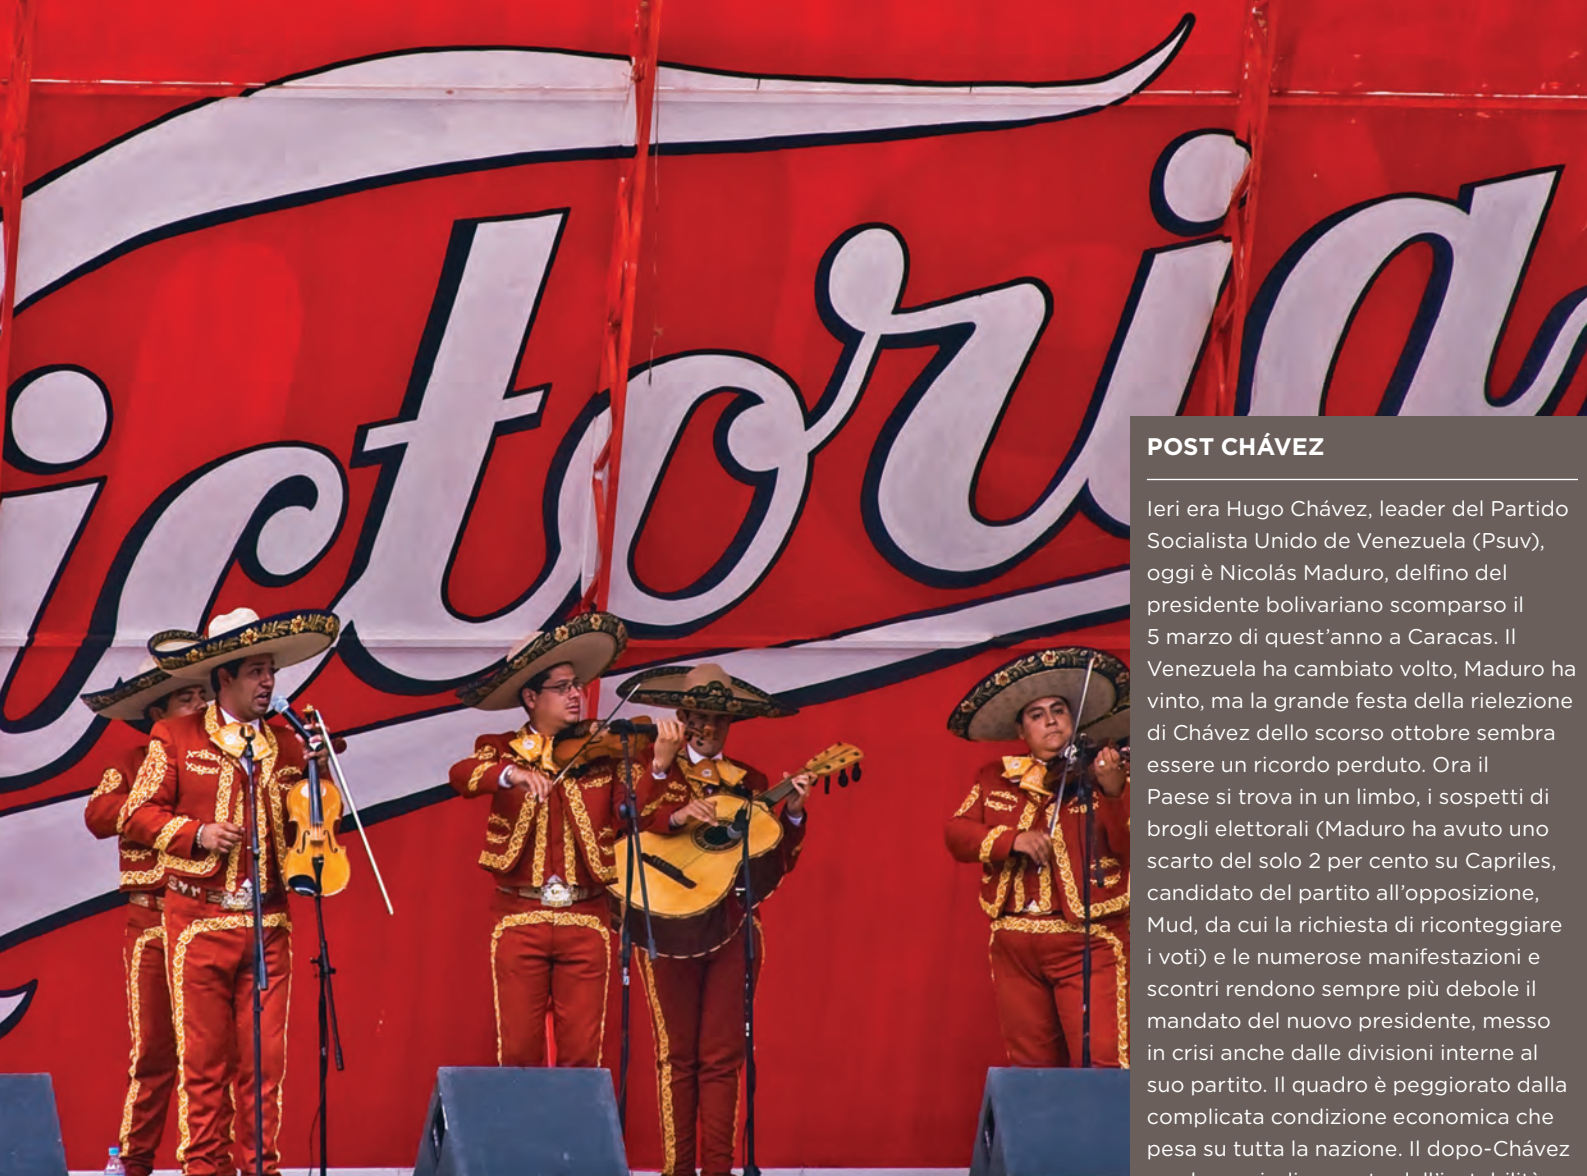 ictoria
POST CHÁVEZ
Ieri era Hugo Chávez, leader del Partido
Socialista Unido de Venezuela (Psuv),
oggi è Nicolás Maduro, delfino del
presidente bolivariano scomparso il
5 marzo di quest’anno a Caracas. Il
Venezuela ha cambiato volto, Maduro ha
vinto, ma la grande festa della rielezione
di Chávez dello scorso ottobre sembra
essere un ricordo perduto. Ora il
Paese si trova in un limbo, i sospetti di
brogli elettorali (Maduro ha avuto uno
scarto del solo 2 per cento su Capriles,
candidato del partito all’opposizione,
Mud, da cui la richiesta di riconteggiare
i voti) e le numerose manifestazioni e
scontri rendono sempre più debole il
mandato del nuovo presidente, messo
in crisi anche dalle divisioni interne al
suo partito. Il quadro è peggiorato dalla
complicata condizione economica che
pesa su tutta la nazione. Il dopo-Chávez